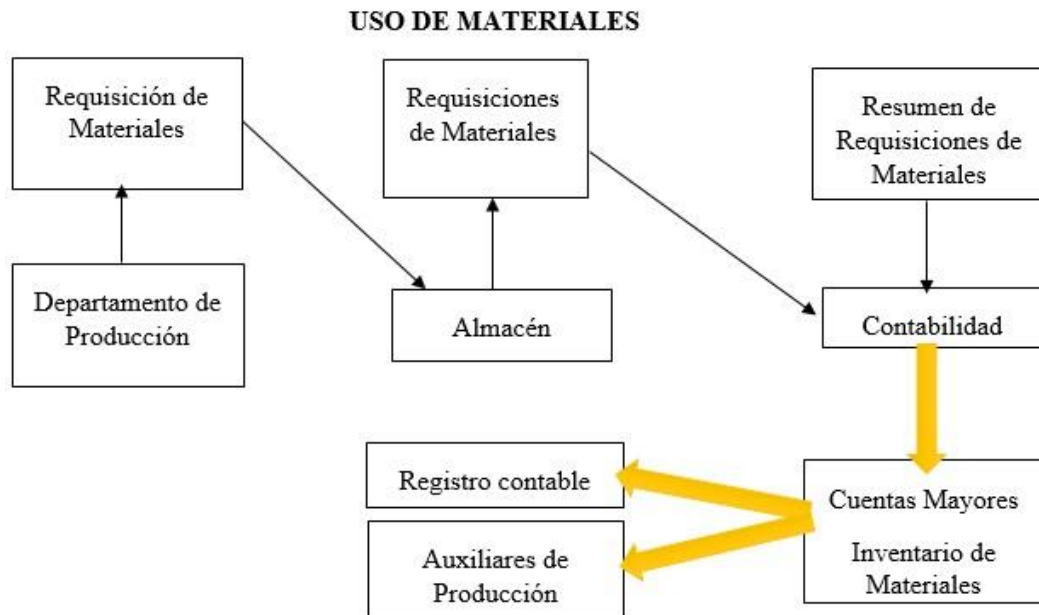 USO DE MATERIALES
Requisición de
Materiales
Requisiciones
de Materiales
Resumen de
Requisiciones de
Materiales
Departamento de
Producción
Almacén
Contabilidad
Registro contable
Auxiliares de
Producción
Cuentas Mayores
Inventario de
Materiales